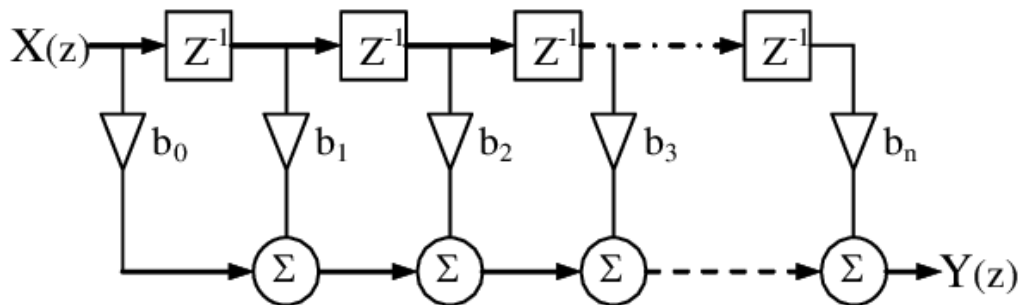 X(z) Z⁻¹ Z⁻¹ Z⁻¹ Z⁻¹
b₀ b₁ b₂ b₃ bₙ
Σ Σ Σ Σ Y(z)